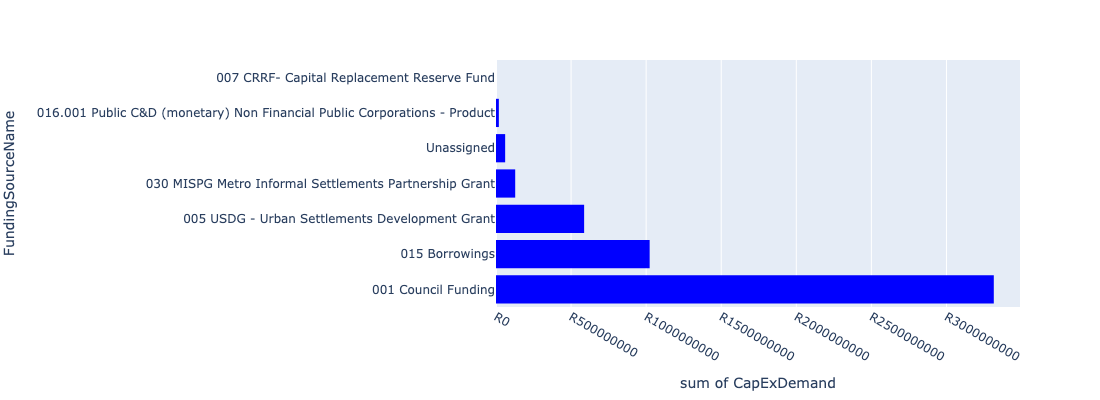 FundingSourceName
007 CRRF- Capital Replacement Reserve Fund
016.001 Public C&D (monetary) Non Financial Public Corporations - Product
Unassigned
030 MISPG Metro Informal Settlements Partnership Grant
005 USDG - Urban Settlements Development Grant
015 Borrowings
001 Council Funding
R0
R500000000
R1000000000
R1500000000
R2000000000
R2500000000
R3000000000
sum of CapExDemand